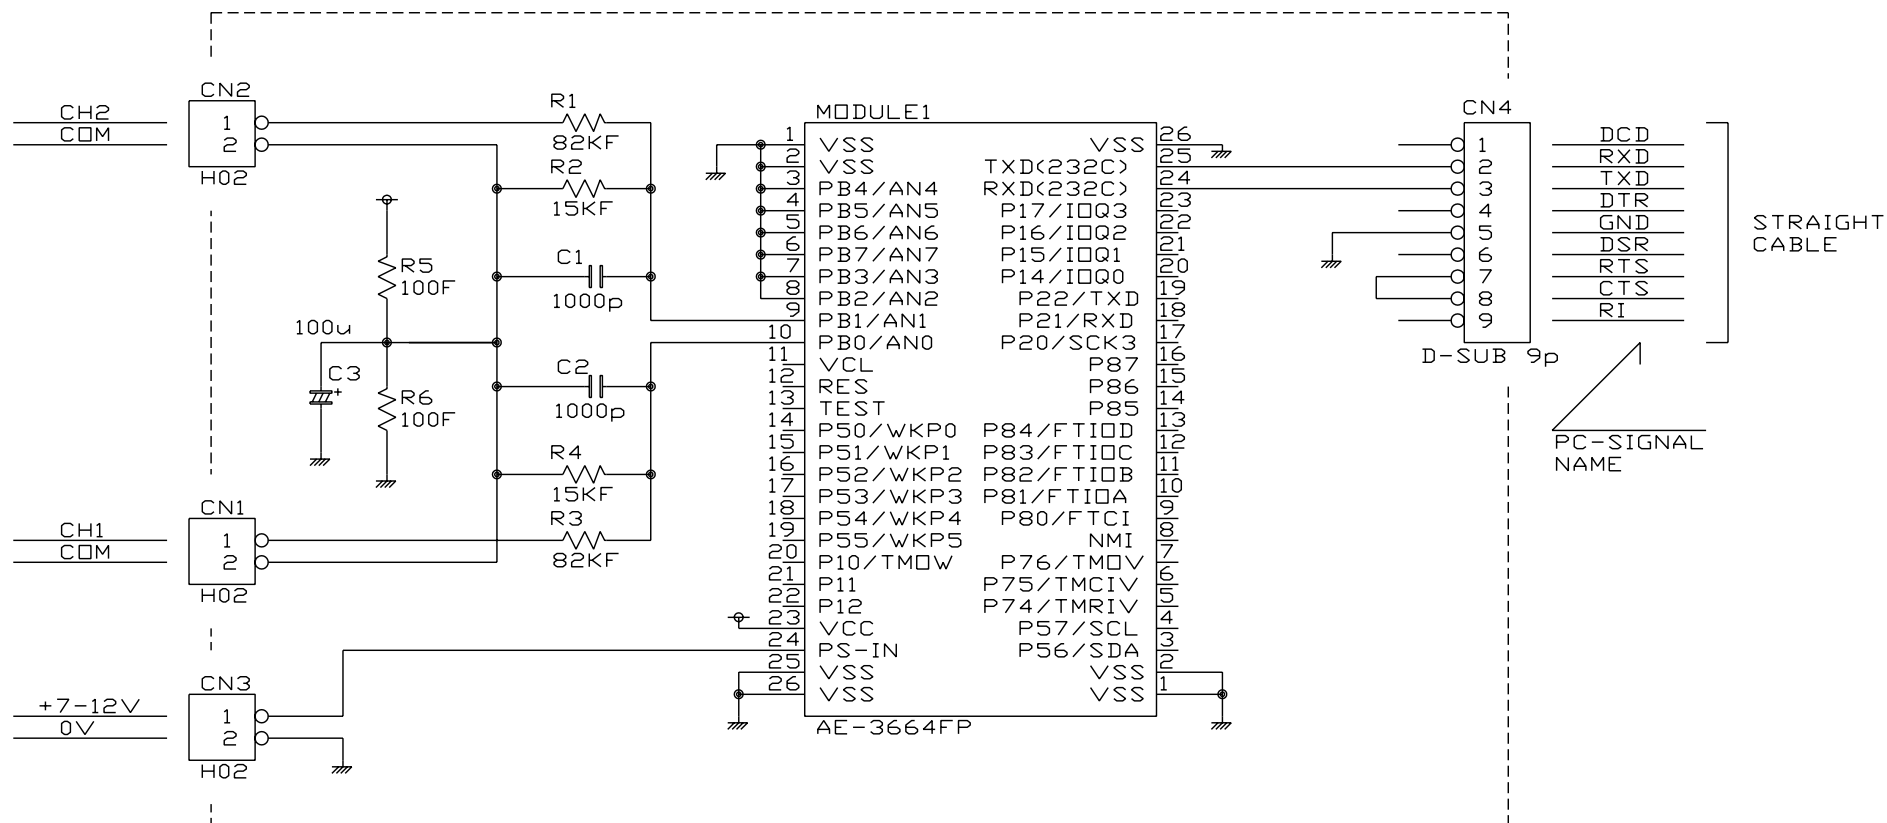 CN2
CH2
COM
1
2
H02
R1
82KF
R2
15KF
C1
1000p
R5
100F
100u
C3
+
R6
100F
C2
1000p
R4
15KF
R3
82KF
CN1
CH1
COM
1
2
H02
CN3
+7-12V
0V
1
2
H02
MODULE1
1 VSS
2 VSS
3 PB4/AN4
4 PB5/AN5
5 PB6/AN6
6 PB7/AN7
7 PB3/AN3
8 PB2/AN2
9 PB1/AN1
10 PB0/AN0
11 VCL
12 RES
13 TEST
14 P50/WKP0
15 P51/WKP1
16 P52/WKP2
17 P53/WKP3
18 P54/WKP4
19 P55/WKP5
20 P10/TMOW
21 P11
22 P12
23 VCC
24 PS-IN
25 VSS
26 VSS
VSS 26
TXD(232C) 25
RXD(232C) 24
P17/IOQ3 23
P16/IOQ2 22
P15/IOQ1 21
P14/IOQ0 20
P22/TXD 19
P21/RXD 18
P20/SCK3 17
P87 16
P86 15
P85 14
P84/FTIOD 13
P83/FTIOC 12
P82/FTIOB 11
P81/FTIOA 10
P80/FTCI 9
NMI 8
P76/TMOV 7
P75/TMCIV 6
P74/TMRIV 5
P57/SCL 4
P56/SDA 3
VSS 2
VSS 1
AE-3664FP
CN4
1 DCD
2 RXD
3 TXD
4 DTR
5 GND
6 DSR
7 RTS
8 CTS
9 RI
D-SUB 9p
STRAIGHT
CABLE
PC-SIGNAL
NAME